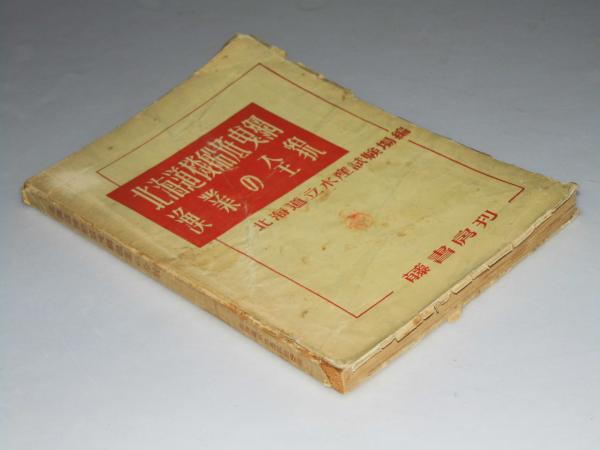 北海道機船底曳網
漁業の全貌
北海道立水産試驗場編
藤書房刊